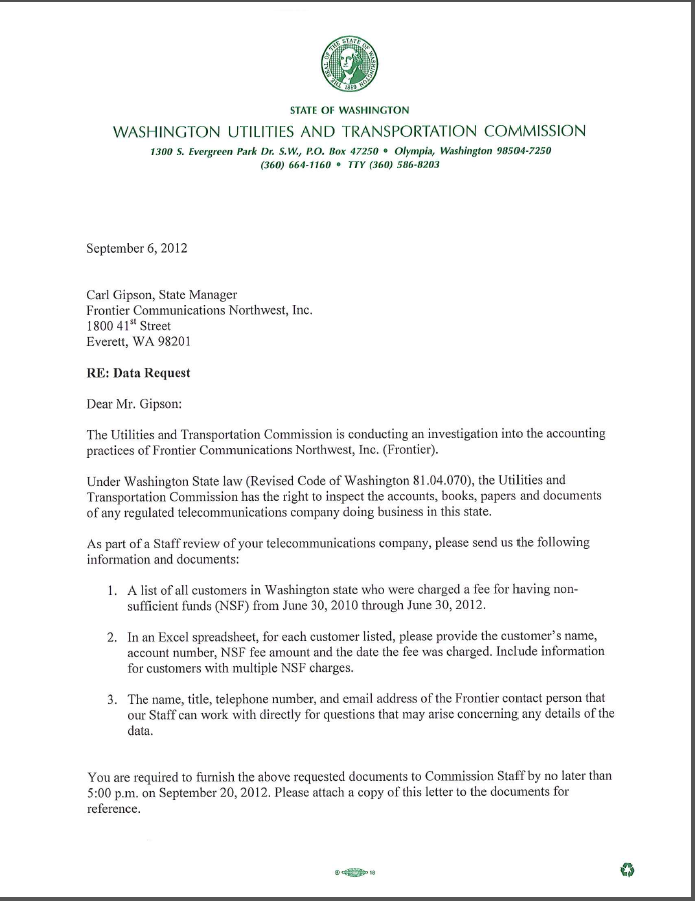 STATE OF WASHINGTON
WASHINGTON UTILITIES AND TRANSPORTATION COMMISSION
1300 S. Evergreen Park Dr. S.W., P.O. Box 47250 • Olympia, Washington 98504-7250
(360) 664-1160 • TTY (360) 586-8203
September 6, 2012
Carl Gipson, State Manager
Frontier Communications Northwest, Inc.
1800 41st Street
Everett, WA 98201
RE: Data Request
Dear Mr. Gipson:
The Utilities and Transportation Commission is conducting an investigation into the accounting
practices of Frontier Communications Northwest, Inc. (Frontier).
Under Washington State law (Revised Code of Washington 81.04.070), the Utilities and
Transportation Commission has the right to inspect the accounts, books, papers and documents
of any regulated telecommunications company doing business in this state.
As part of a Staff review of your telecommunications company, please send us the following
information and documents:
1. A list of all customers in Washington state who were charged a fee for having non-
sufficient funds (NSF) from June 30, 2010 through June 30, 2012.
2. In an Excel spreadsheet, for each customer listed, please provide the customer's name,
account number, NSF fee amount and the date the fee was charged. Include information
for customers with multiple NSF charges.
3. The name, title, telephone number, and email address of the Frontier contact person that
our Staff can work with directly for questions that may arise concerning any details of the
data.
You are required to furnish the above requested documents to Commission Staff by no later than
5:00 p.m. on September 20, 2012. Please attach a copy of this letter to the documents for
reference.